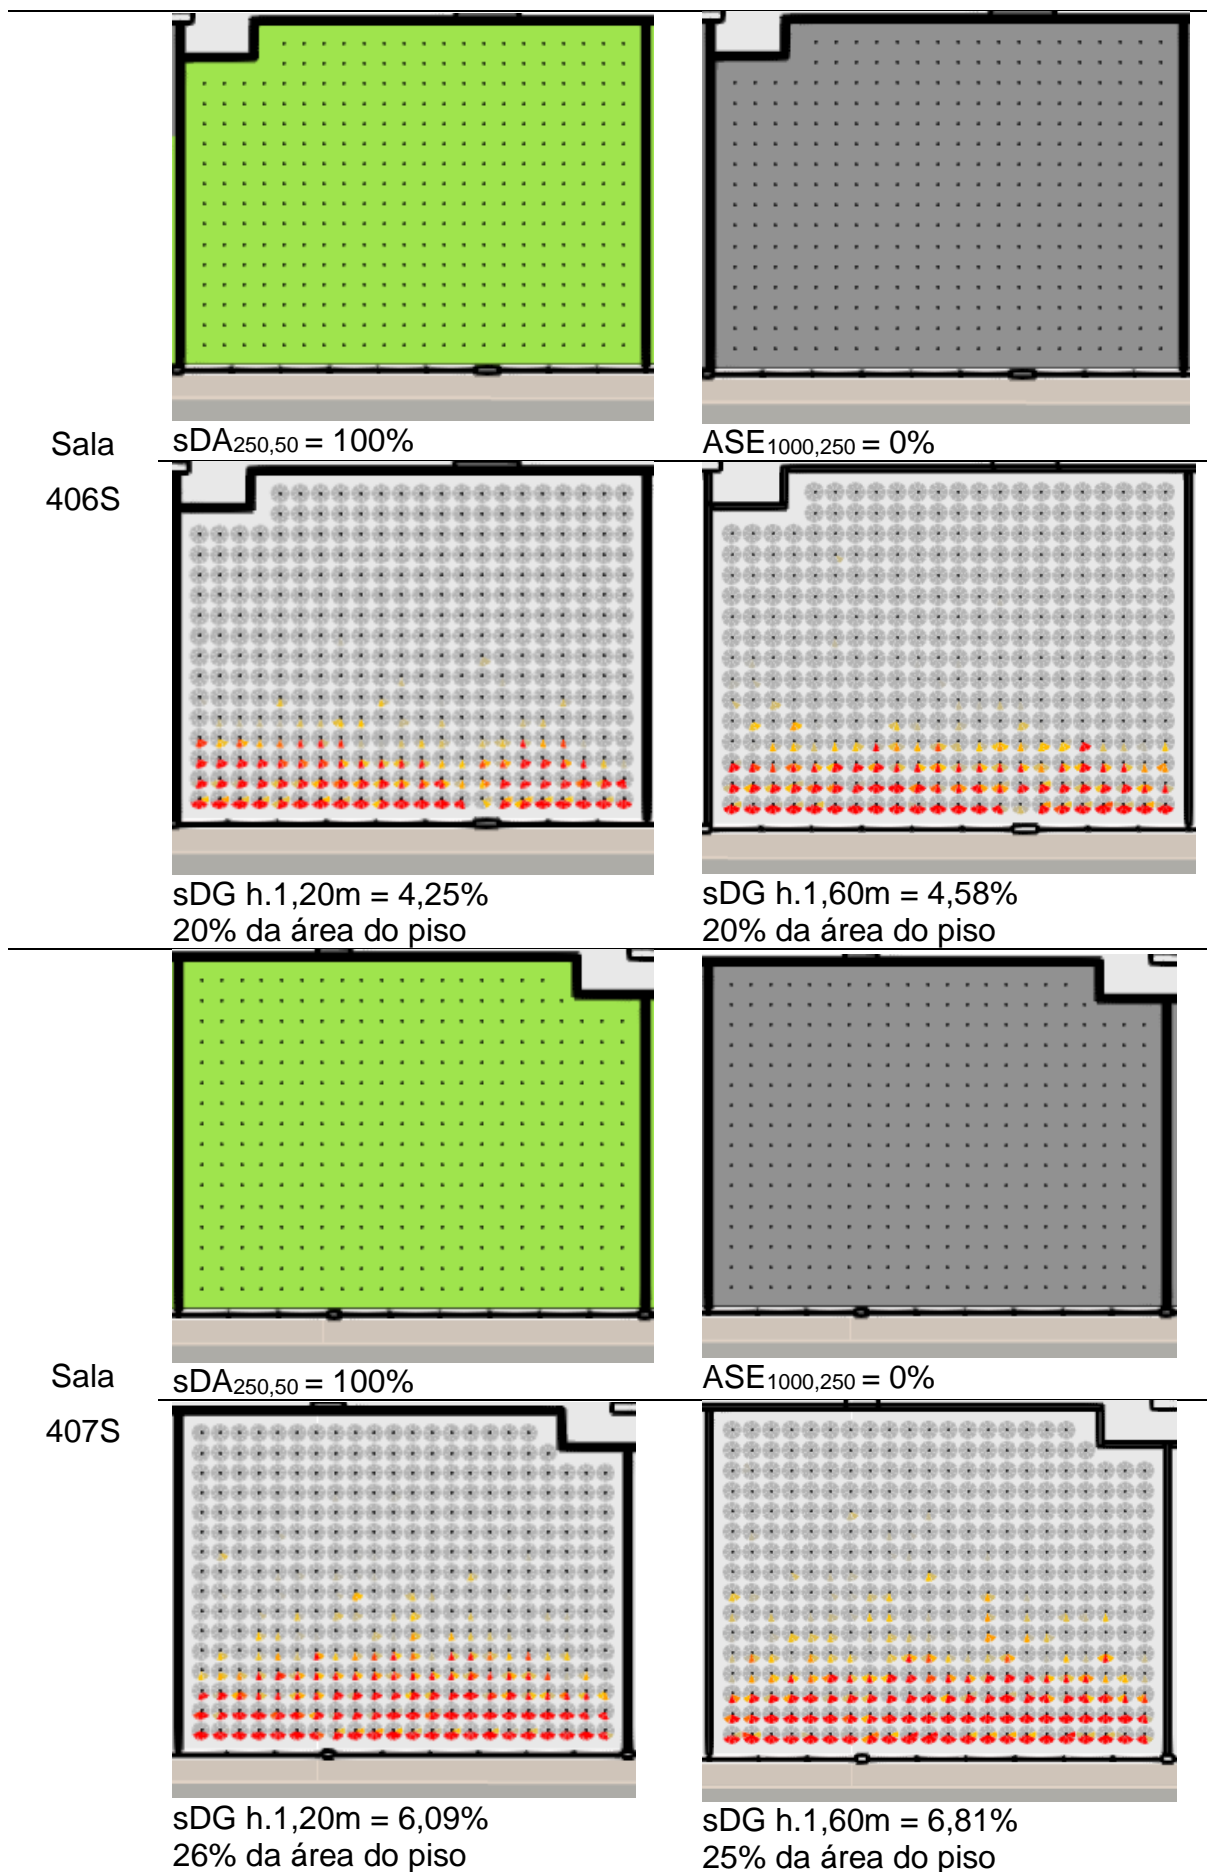 sDA250,50 = 100%
ASE1000,250 = 0%
Sala
406S
sDG h.1,20m = 4,25%
20% da área do piso
sDG h.1,60m = 4,58%
20% da área do piso
sDA250,50 = 100%
ASE1000,250 = 0%
Sala
407S
sDG h.1,20m = 6,09%
26% da área do piso
sDG h.1,60m = 6,81%
25% da área do piso